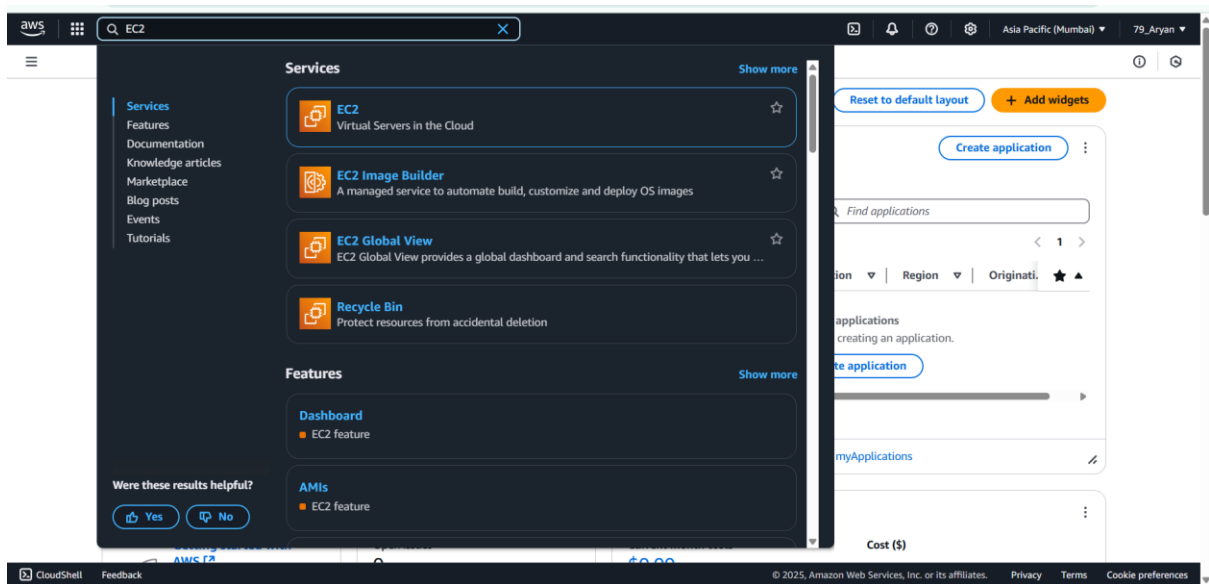 aws
EC2
Asia Pacific (Mumbai)
79_Aryan
Services
Features
Documentation
Knowledge articles
Marketplace
Blog posts
Events
Tutorials
Were these results helpful?
Yes
No
Services
Show more
EC2
Virtual Servers in the Cloud
EC2 Image Builder
A managed service to automate build, customize and deploy OS images
EC2 Global View
EC2 Global View provides a global dashboard and search functionality that lets you ...
Recycle Bin
Protect resources from accidental deletion
Features
Show more
Dashboard
EC2 feature
AMIs
EC2 feature
Reset to default layout
+ Add widgets
Create application
Find applications
1
Region
Originati.
applications
creating an application.
application
myApplications
AWS
Cost ($)
$0.00
CloudShell
Feedback
© 2025, Amazon Web Services, Inc. or its affiliates.
Privacy
Terms
Cookie preferences